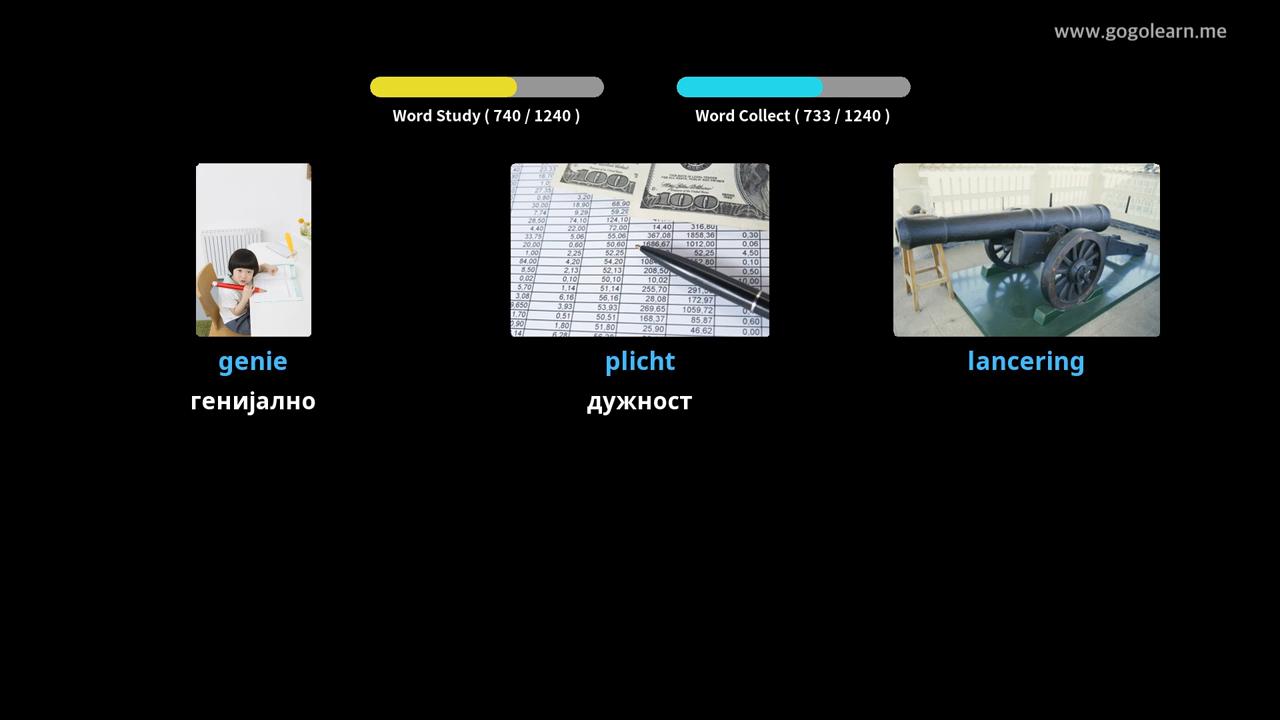 www.gogolearn.me
Word Study ( 740 / 1240 )
Word Collect ( 733 / 1240 )
genie
plicht
lancering
генијално
дужност